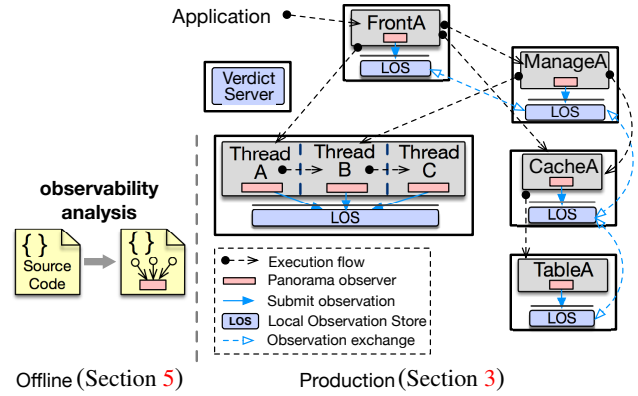 Application
FrontA
LOS
ManageA
LOS
Verdict
Server
Thread
A
Thread
B
Thread
C
LOS
CacheA
LOS
TableA
LOS
observability
analysis
{ }
Source
Code
{ }
Execution flow
Panorama observer
Submit observation
LOS Local Observation Store
Observation exchange
Offline (Section 5)
Production (Section 3)